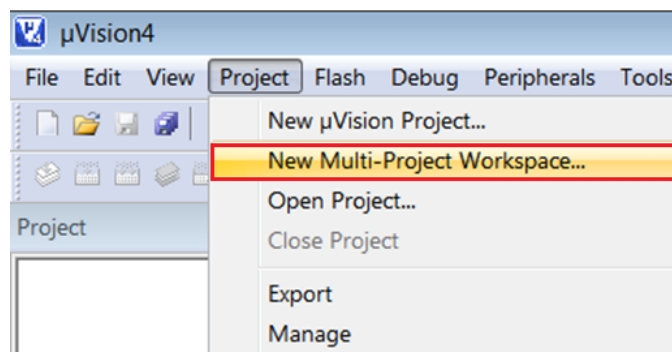 µVision4
File Edit View Project Flash Debug Peripherals Tools
New µVision Project...
New Multi-Project Workspace...
Open Project...
Project
Close Project
Export
Manage